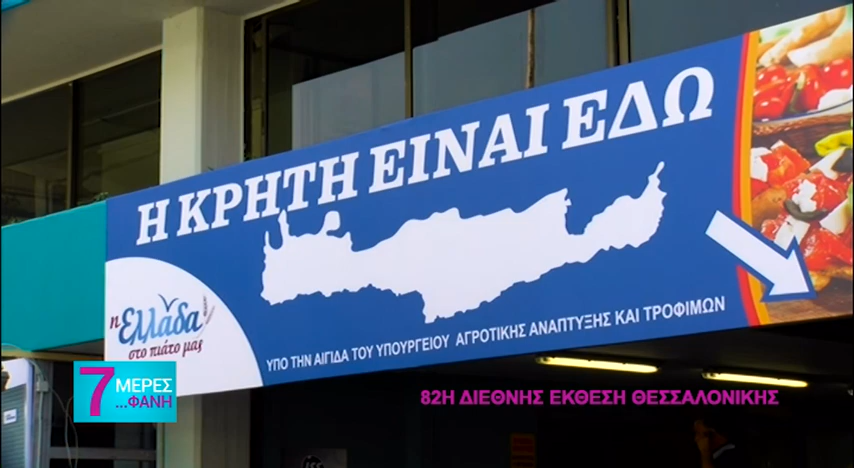 Η ΚΡΗΤΗ ΕΙΝΑΙ ΕΔΩ
η Ελλάδα
στο πιάτο μας
ΥΠΟ ΤΗΝ ΑΙΓΙΔΑ ΤΟΥ ΥΠΟΥΡΓΕΙΟΥ ΑΓΡΟΤΙΚΗΣ ΑΝΑΠΤΥΞΗΣ ΚΑΙ ΤΡΟΦΙΜΩΝ
7 ΜΕΡΕΣ
...ΦΑΝΗ
82Η ΔΙΕΘΝΗΣ ΕΚΘΕΣΗ ΘΕΣΣΑΛΟΝΙΚΗΣ